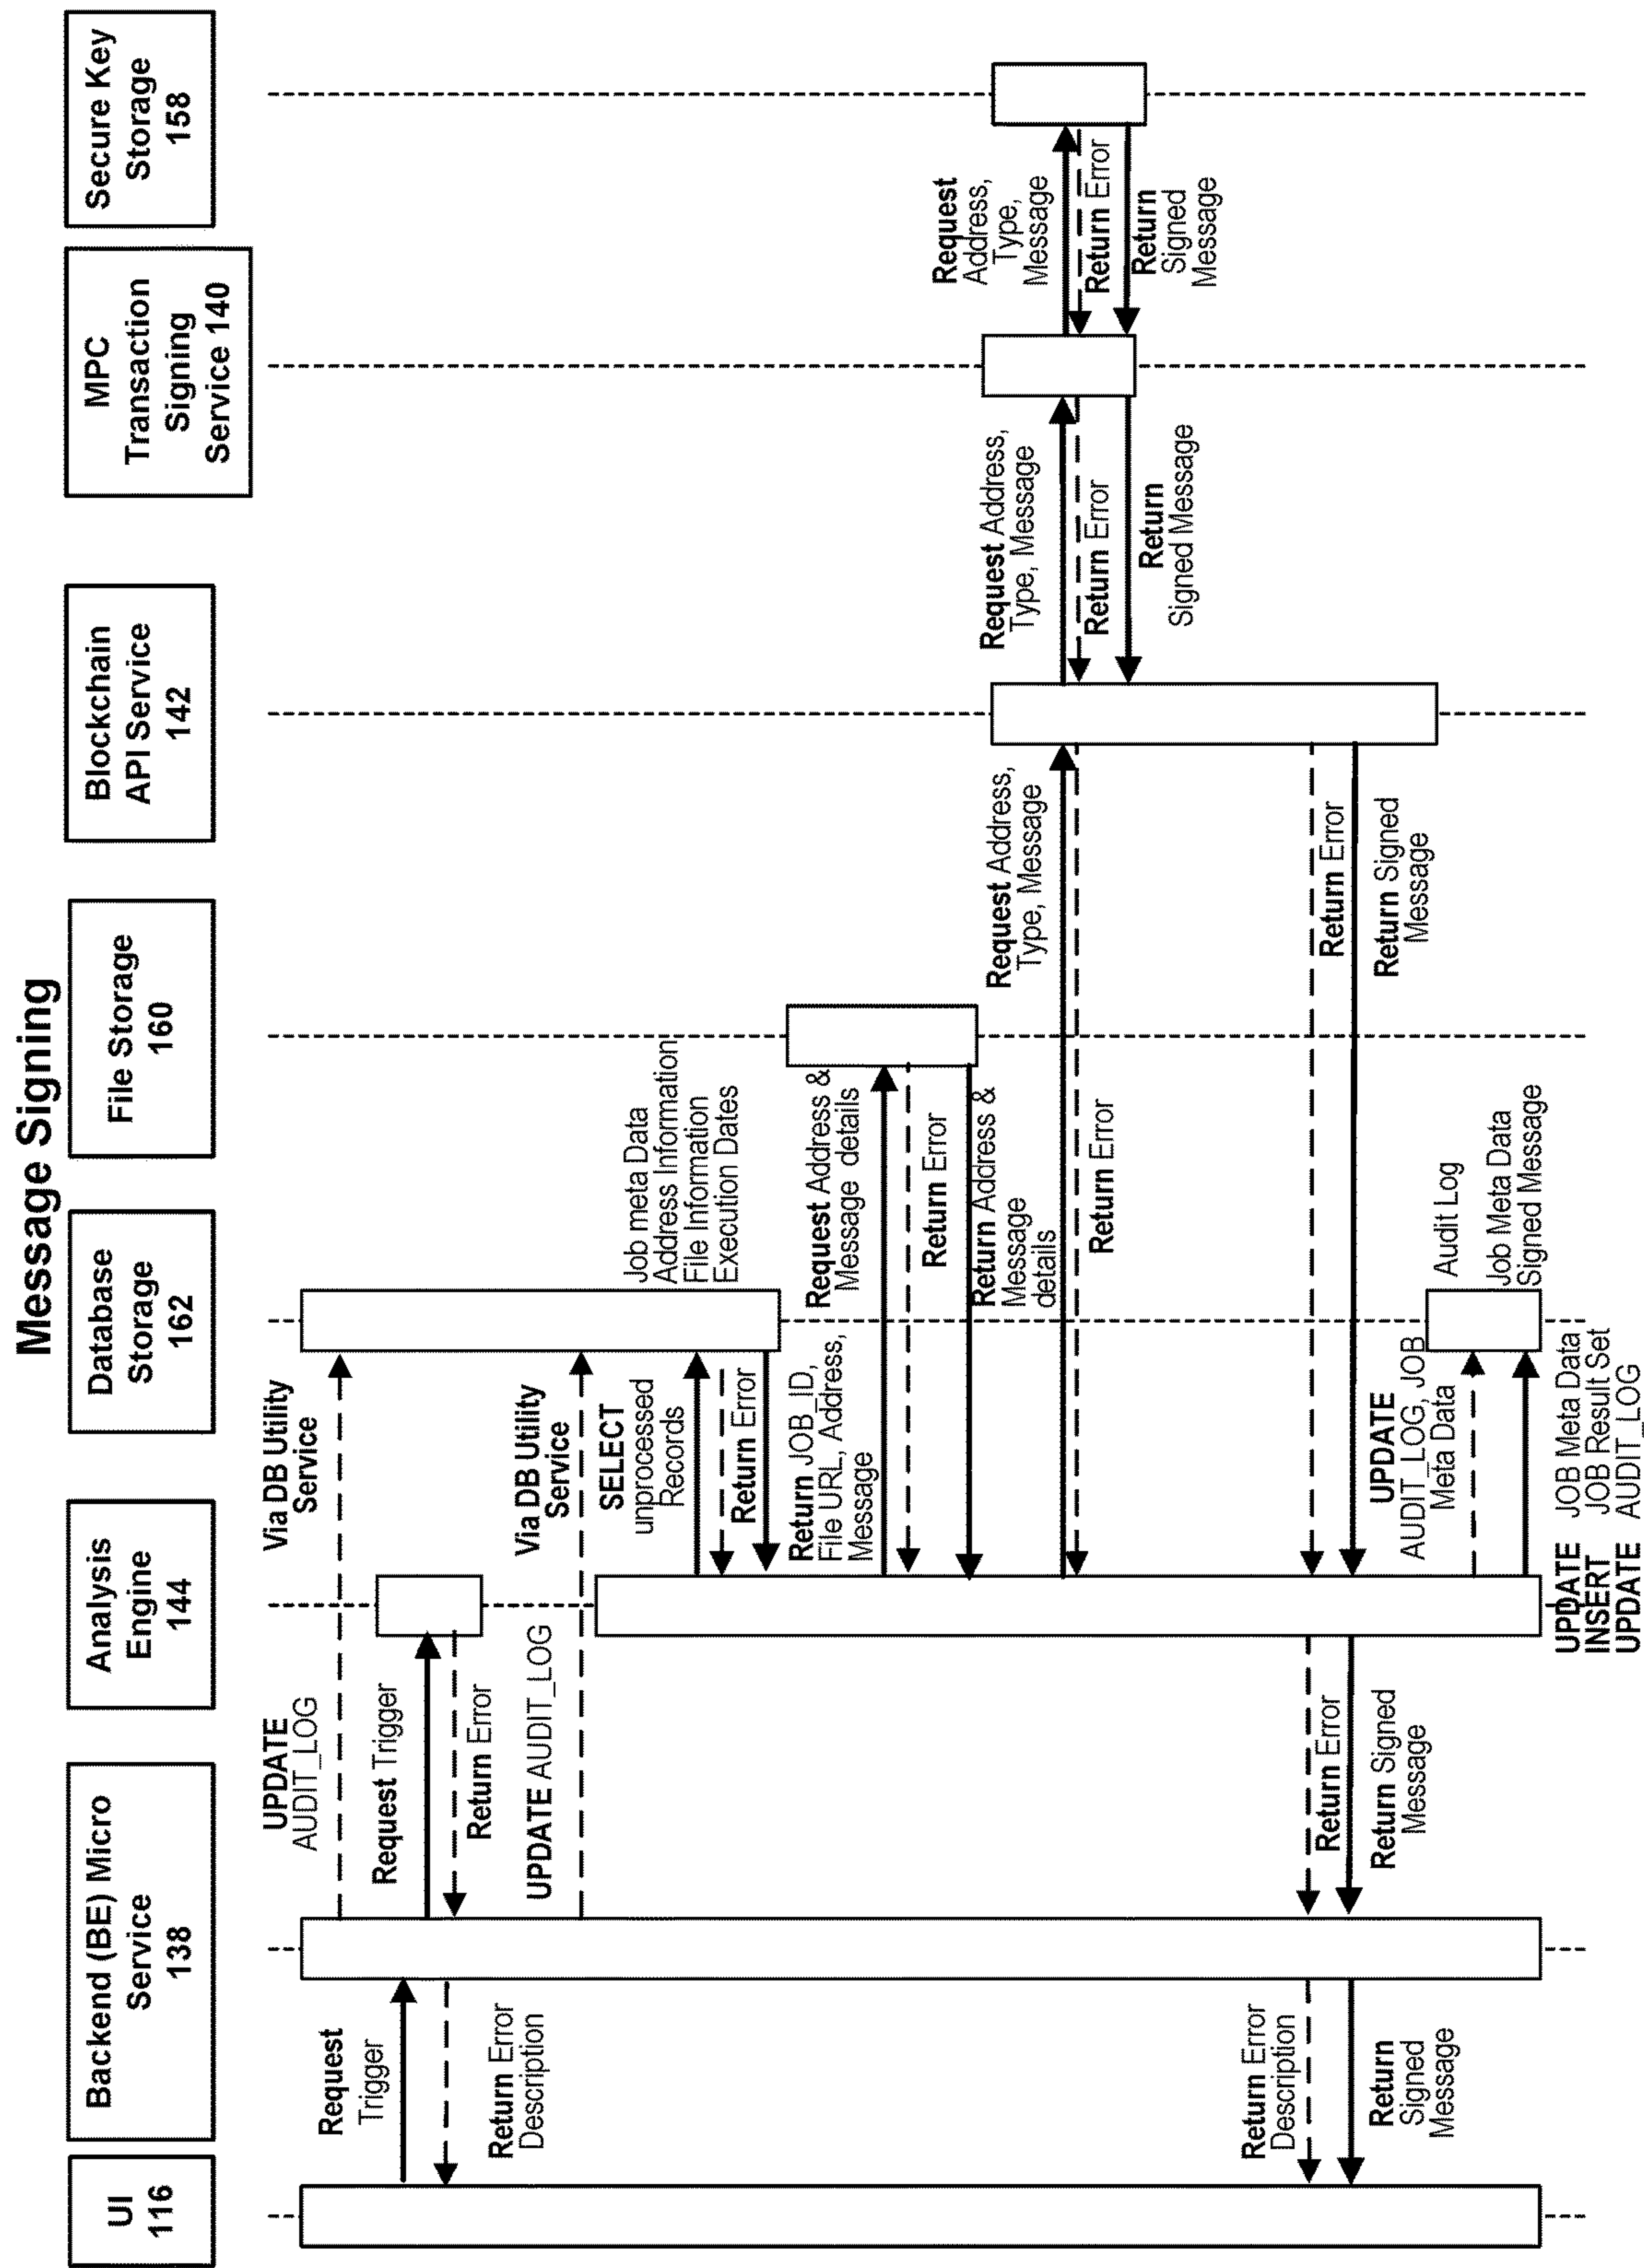 Message Signing
UI
116
Backend (BE) Micro
Service
138
Analysis
Engine
144
Database
Storage
162
File Storage
160
Blockchain
API Service
142
MPC
Transaction
Signing
Service 140
Secure Key
Storage
158
UPDATE
AUDIT_LOG
Via DB Utility
Service
Request
Trigger
Request Trigger
Return Error
Return Error
Description
UPDATE AUDIT_LOG
Via DB Utility
Service
SELECT
unprocessed
Records
Job meta Data
Address Information
File Information
Execution Dates
Return Error
Return JOB_ID,
File URL, Address,
Message
Request Address &
Message details
Return Error
Return Address &
Message
details
Request Address,
Type, Message
Return Error
Request Address,
Type, Message
Return Error
Return
Signed Message
Request
Address,
Type,
Message
Return Error
Return
Signed
Message
Return Error
Return Signed
Message
Return Error
Return Signed
Message
Return Error
Description
Return
Signed
Message
UPDATE
AUDIT_LOG, JOB
Meta Data
Audit Log
Job Meta Data
Signed Message
UPDATE JOB Meta Data
INSERT JOB Result Set
UPDATE AUDIT_LOG